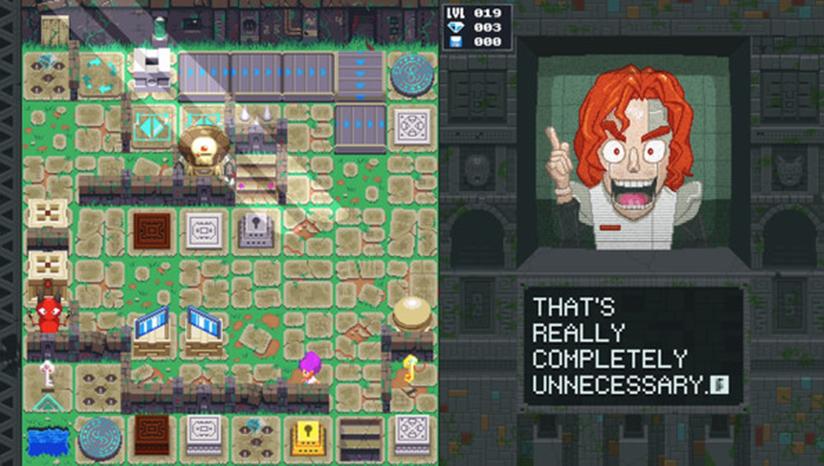 LVL 019
003
000
THAT'S
REALLY
COMPLETELY
UNNECESSARY.